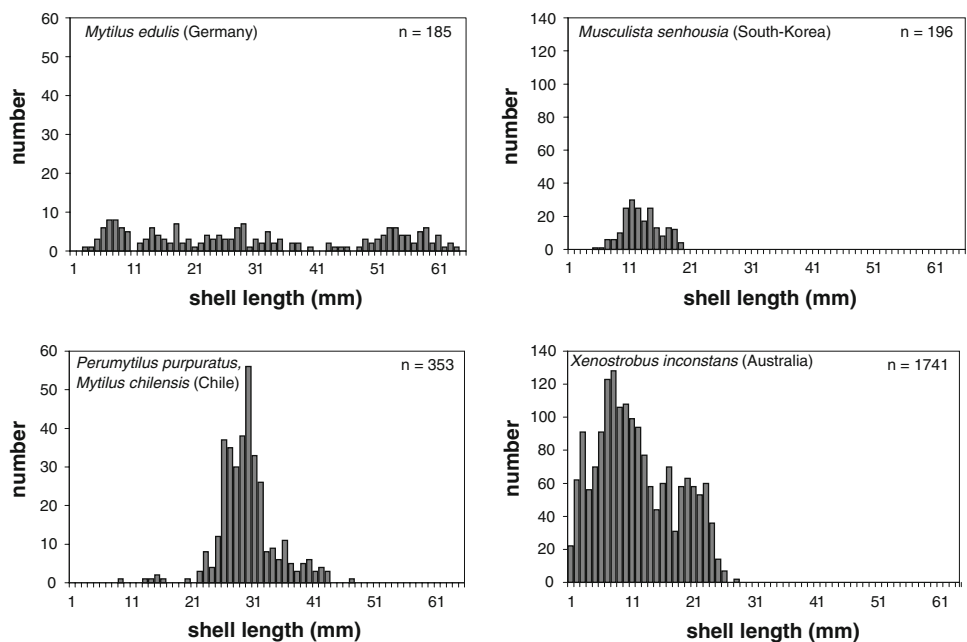 60
50
40
30
20
10
0
number
Mytilus edulis (Germany)
n = 185
1 11 21 31 41 51 61
shell length (mm)
140
120
100
80
60
40
20
0
number
Musculista senhousia (South-Korea)
n = 196
1 11 21 31 41 51 61
shell length (mm)
60
50
40
30
20
10
0
number
Perumytilus purpuratus,
Mytilus chilensis (Chile)
n = 353
1 11 21 31 41 51 61
shell length (mm)
140
120
100
80
60
40
20
0
number
Xenostrobus inconstans (Australia)
n = 1741
1 11 21 31 41 51 61
shell length (mm)